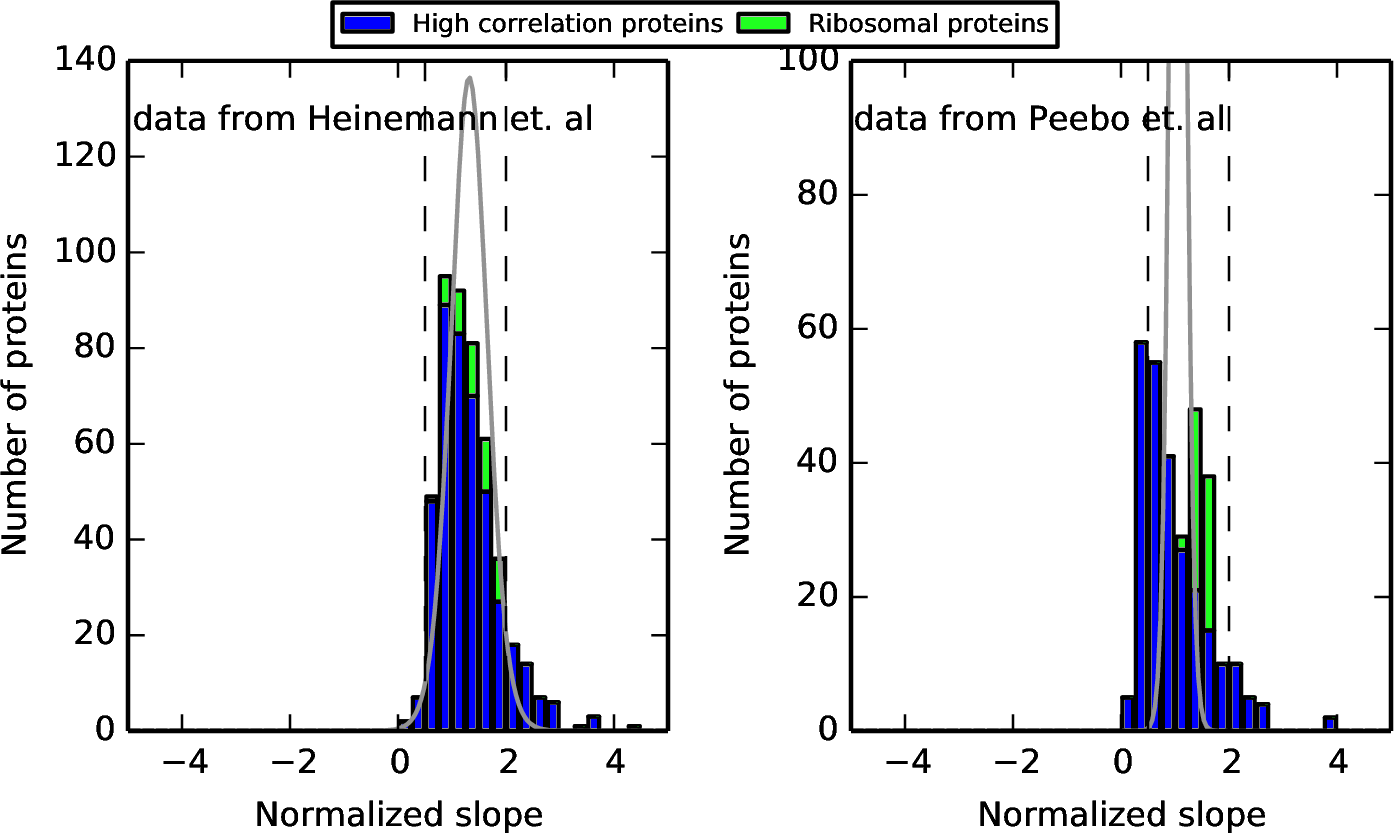 High correlation proteins Ribosomal proteins
data from Heinemann et. al
Number of proteins
140
120
100
80
60
40
20
0
−4 −2 0 2 4
Normalized slope
data from Peebo et. al
Number of proteins
100
80
60
40
20
0
−4 −2 0 2 4
Normalized slope